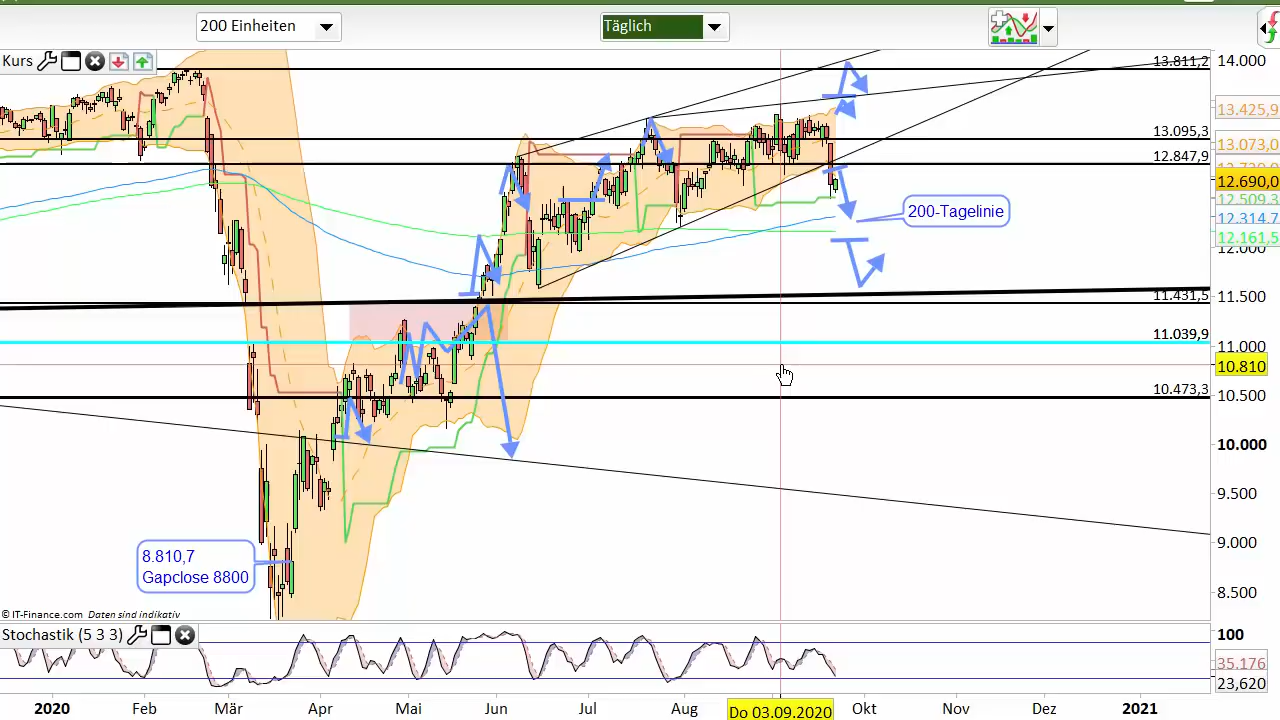 200 Einheiten
Täglich
Kurs
14.000
13.811,2
13.425,9
13.095,3
13.073,0
12.847,9
12.690,0
12.509,3
200-Tagelinie
12.314,7
12.161,5
12.000
11.500
11.431,5
11.039,9
11.000
10.810
10.500
10.473,3
10.000
9.500
9.000
8.810,7
Gapclose 8800
8.500
© IT-Finance.com Daten sind indikativ
Stochastik (5 3 3)
100
35.176
23,620
2020
Feb
Mär
Apr
Mai
Jun
Jul
Aug
Do 03.09.2020
Okt
Nov
Dez
2021